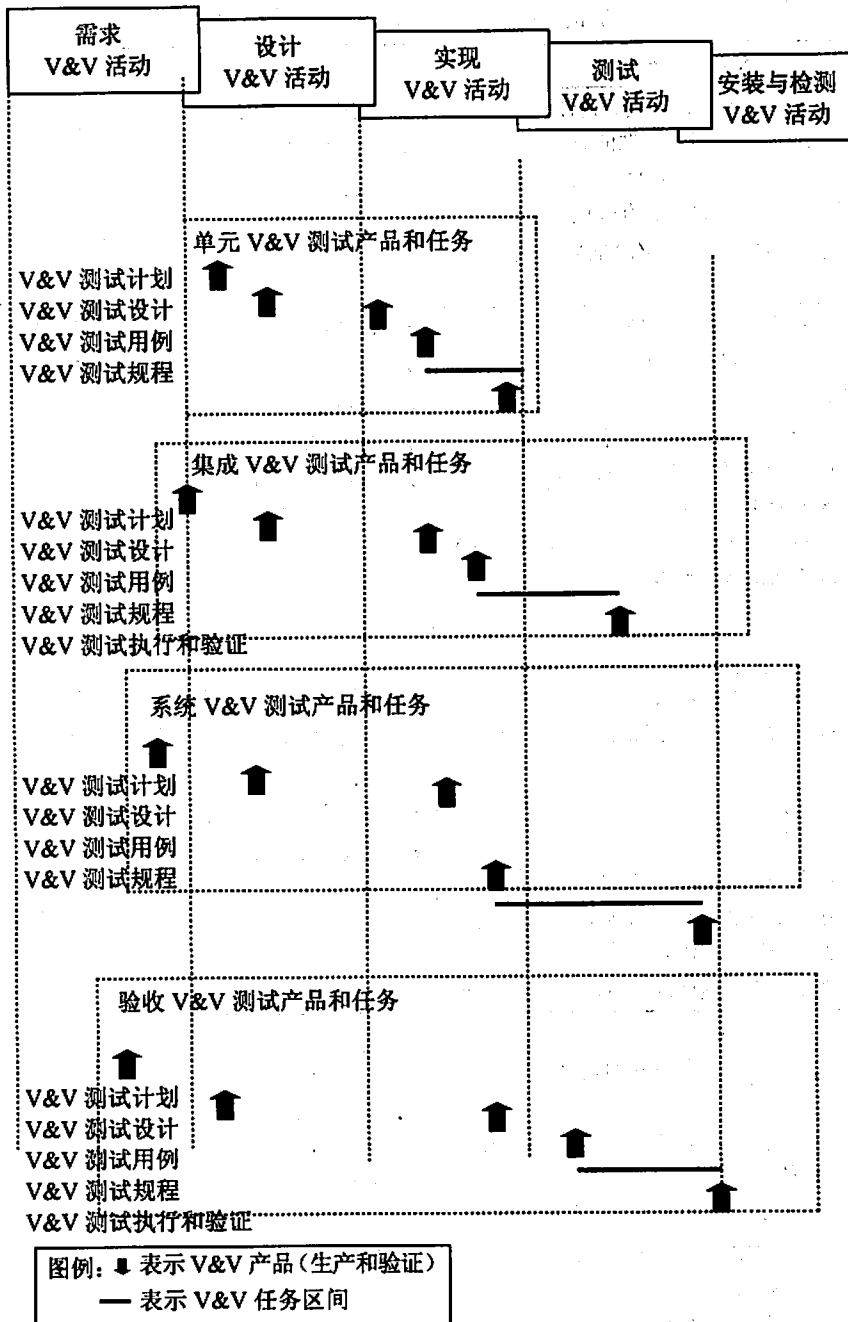 需求
V&V 活动
设计
V&V 活动
实现
V&V 活动
测试
V&V 活动
安装与检测
V&V 活动
单元 V&V 测试产品和任务
V&V 测试计划
V&V 测试设计
V&V 测试用例
V&V 测试规程
集成 V&V 测试产品和任务
V&V 测试计划
V&V 测试设计
V&V 测试用例
V&V 测试规程
V&V 测试执行和验证
系统 V&V 测试产品和任务
V&V 测试计划
V&V 测试设计
V&V 测试用例
V&V 测试规程
验收 V&V 测试产品和任务
V&V 测试计划
V&V 测试设计
V&V 测试用例
V&V 测试规程
V&V 测试执行和验证
图例: 表示 V&V 产品(生产和验证)
表示 V&V 任务区间